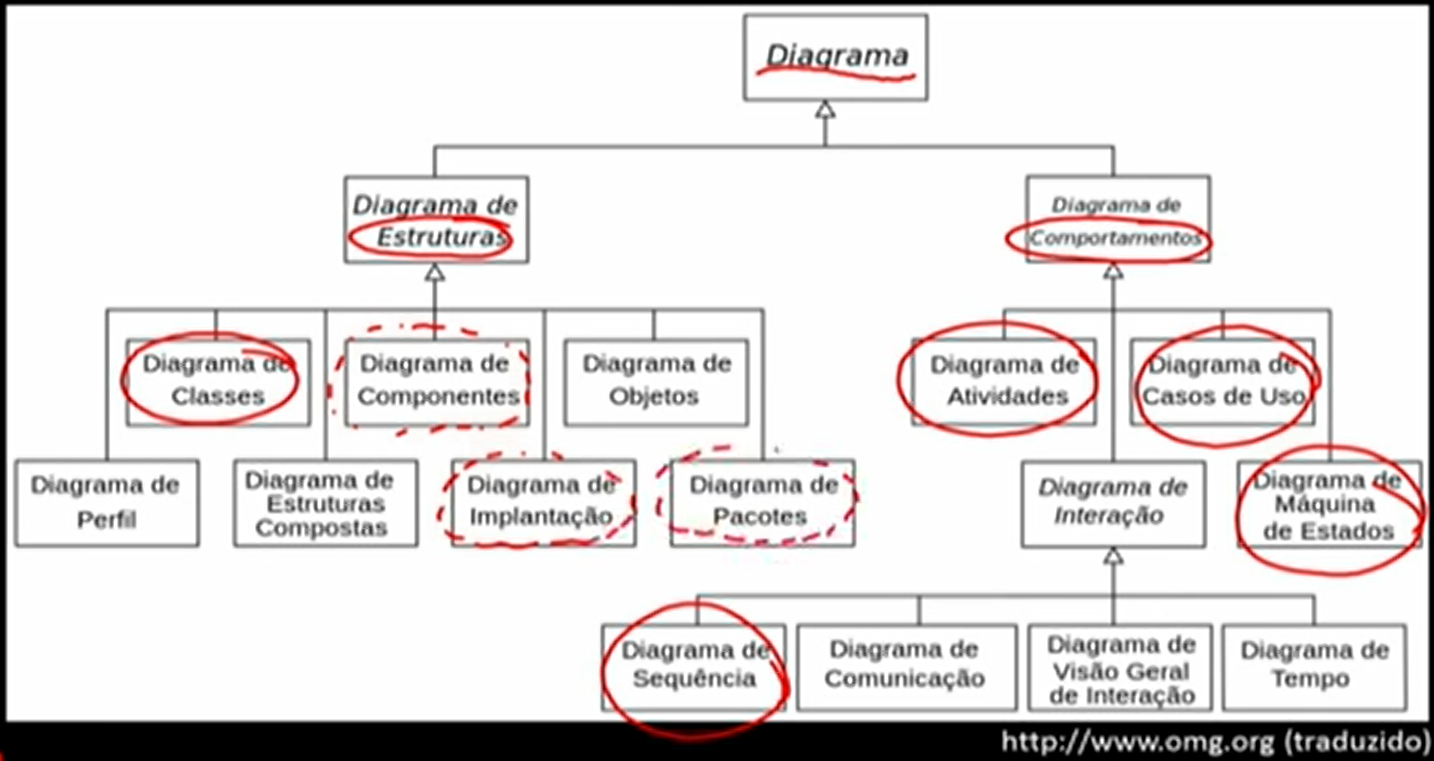 Diagrama
Diagrama de
Estruturas
Diagrama de
Comportamentos
Diagrama de
Classes
Diagrama de
Componentes
Diagrama de
Objetos
Diagrama de
Atividades
Diagrama de
Casos de Uso
Diagrama de
Perfil
Diagrama de
Estruturas
Compostas
Diagrama de
Implantação
Diagrama de
Pacotes
Diagrama de
Interação
Diagrama de
Máquina
de Estados
Diagrama de
Sequência
Diagrama de
Comunicação
Diagrama de
Visão Geral
de Interação
Diagrama de
Tempo
http://www.omg.org (traduzido)